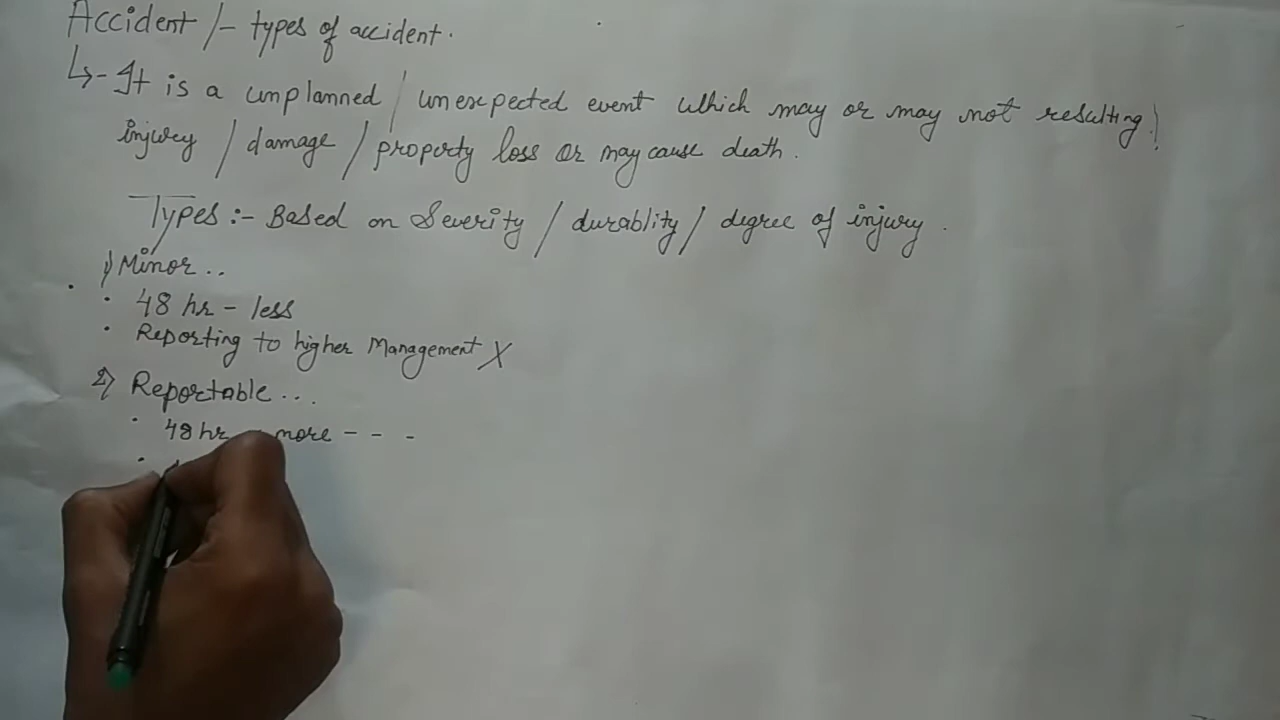 Accident /- types of accident.
↳- It is a unplanned / unexpected event which may or may not resulting /
injury / damage / property loss or may cause death.
Types :- Based on Severity / durablity / degree of injury.
1) Minor..
• 48 hr - less
• Reporting to higher Management X
2) Reportable...
• 48 hr - more - - -
•